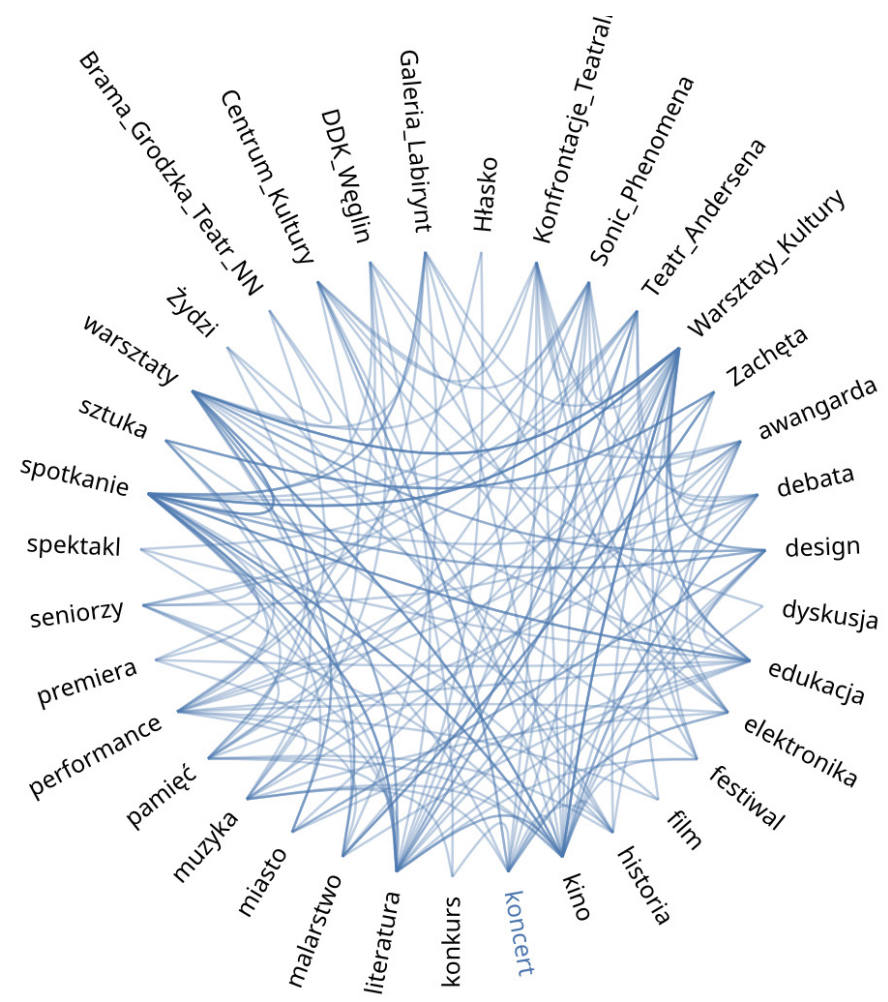 Brama_Grodzka_Teatr_NN
Centrum_Kultury
DDK_Węglin
Galeria_Labirynt
Hłasko
Konfrontacje_Teatral
Sonic_Phenomena
Teatr_Andersena
Warsztaty_Kultury
Zachęta
awangarda
debata
design
dyskusja
edukacja
elektronika
festiwal
film
historia
kino
koncert
konkurs
literatura
malarstwo
miasto
muzyka
pamięć
performance
premiera
seniorzy
spektakl
spotkanie
sztuka
warsztaty
Żydzi